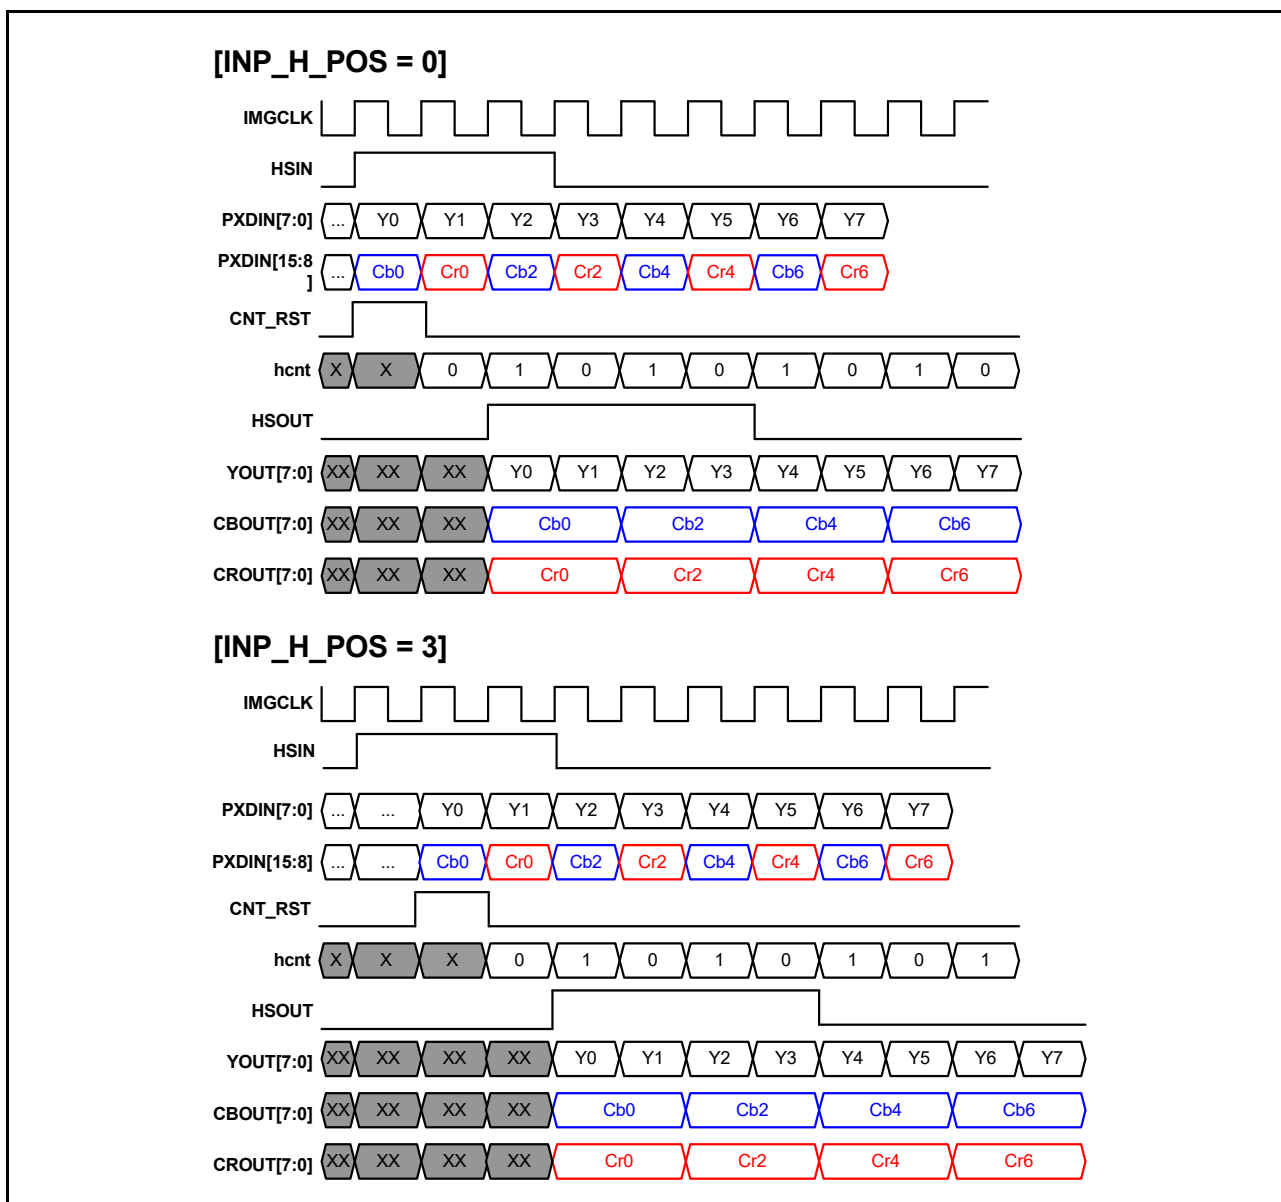 [INP_H_POS = 0]
IMGCLK
HSIN
PXDIN[7:0] ... Y0 Y1 Y2 Y3 Y4 Y5 Y6 Y7
PXDIN[15:8
] ... Cb0 Cr0 Cb2 Cr2 Cb4 Cr4 Cb6 Cr6
CNT_RST
hcnt X X 0 1 0 1 0 1 0 1 0
HSOUT
YOUT[7:0] XX XX XX Y0 Y1 Y2 Y3 Y4 Y5 Y6 Y7
CBOUT[7:0] XX XX XX Cb0 Cb2 Cb4 Cb6
CROUT[7:0] XX XX XX Cr0 Cr2 Cr4 Cr6
[INP_H_POS = 3]
IMGCLK
HSIN
PXDIN[7:0] ... ... Y0 Y1 Y2 Y3 Y4 Y5 Y6 Y7
PXDIN[15:8] ... ... Cb0 Cr0 Cb2 Cr2 Cb4 Cr4 Cb6 Cr6
CNT_RST
hcnt X X X 0 1 0 1 0 1 0 1
HSOUT
YOUT[7:0] XX XX XX XX Y0 Y1 Y2 Y3 Y4 Y5 Y6 Y7
CBOUT[7:0] XX XX XX XX Cb0 Cb2 Cb4 Cb6
CROUT[7:0] XX XX XX XX Cr0 Cr2 Cr4 Cr6